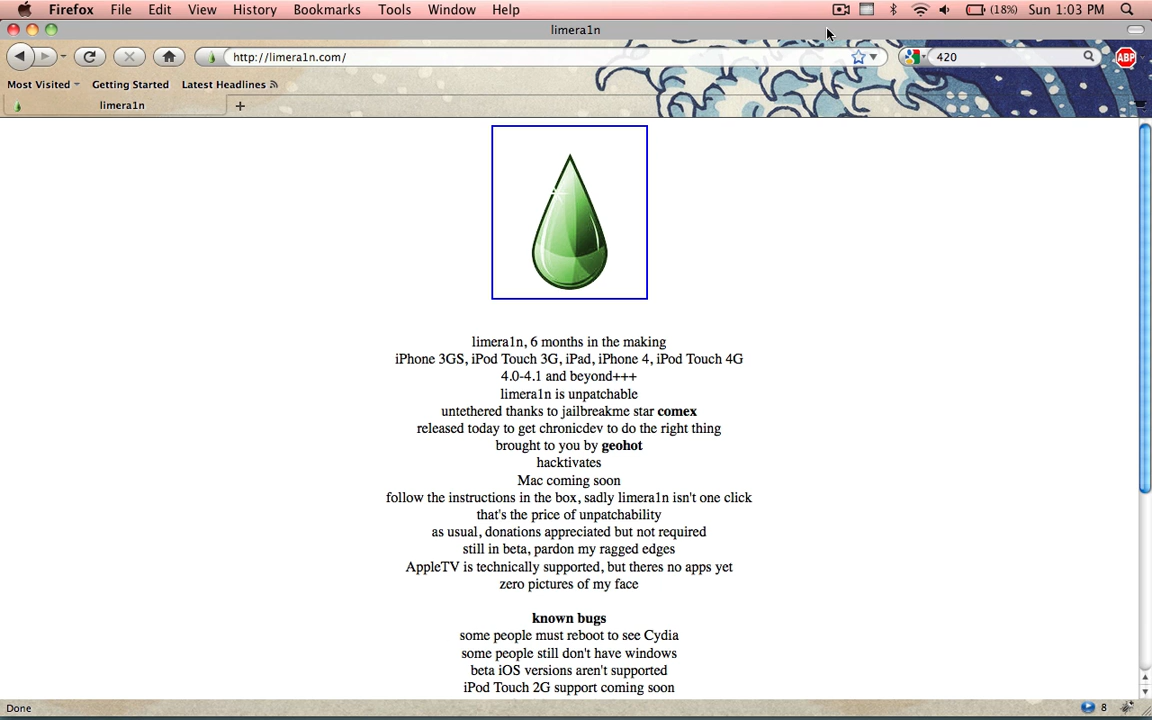 Firefox File Edit View History Bookmarks Tools Window Help (18%) Sun 1:03 PM
limera1n
http://limera1n.com/ 420 ABP
Most Visited Getting Started Latest Headlines
limera1n +
limera1n, 6 months in the making
iPhone 3GS, iPod Touch 3G, iPad, iPhone 4, iPod Touch 4G
4.0-4.1 and beyond+++
limera1n is unpatchable
untethered thanks to jailbreakme star comex
released today to get chronicdev to do the right thing
brought to you by geohot
hacktivates
Mac coming soon
follow the instructions in the box, sadly limera1n isn't one click
that's the price of unpatchability
as usual, donations appreciated but not required
still in beta, pardon my ragged edges
AppleTV is technically supported, but theres no apps yet
zero pictures of my face
known bugs
some people must reboot to see Cydia
some people still don't have windows
beta iOS versions aren't supported
iPod Touch 2G support coming soon
Done 8